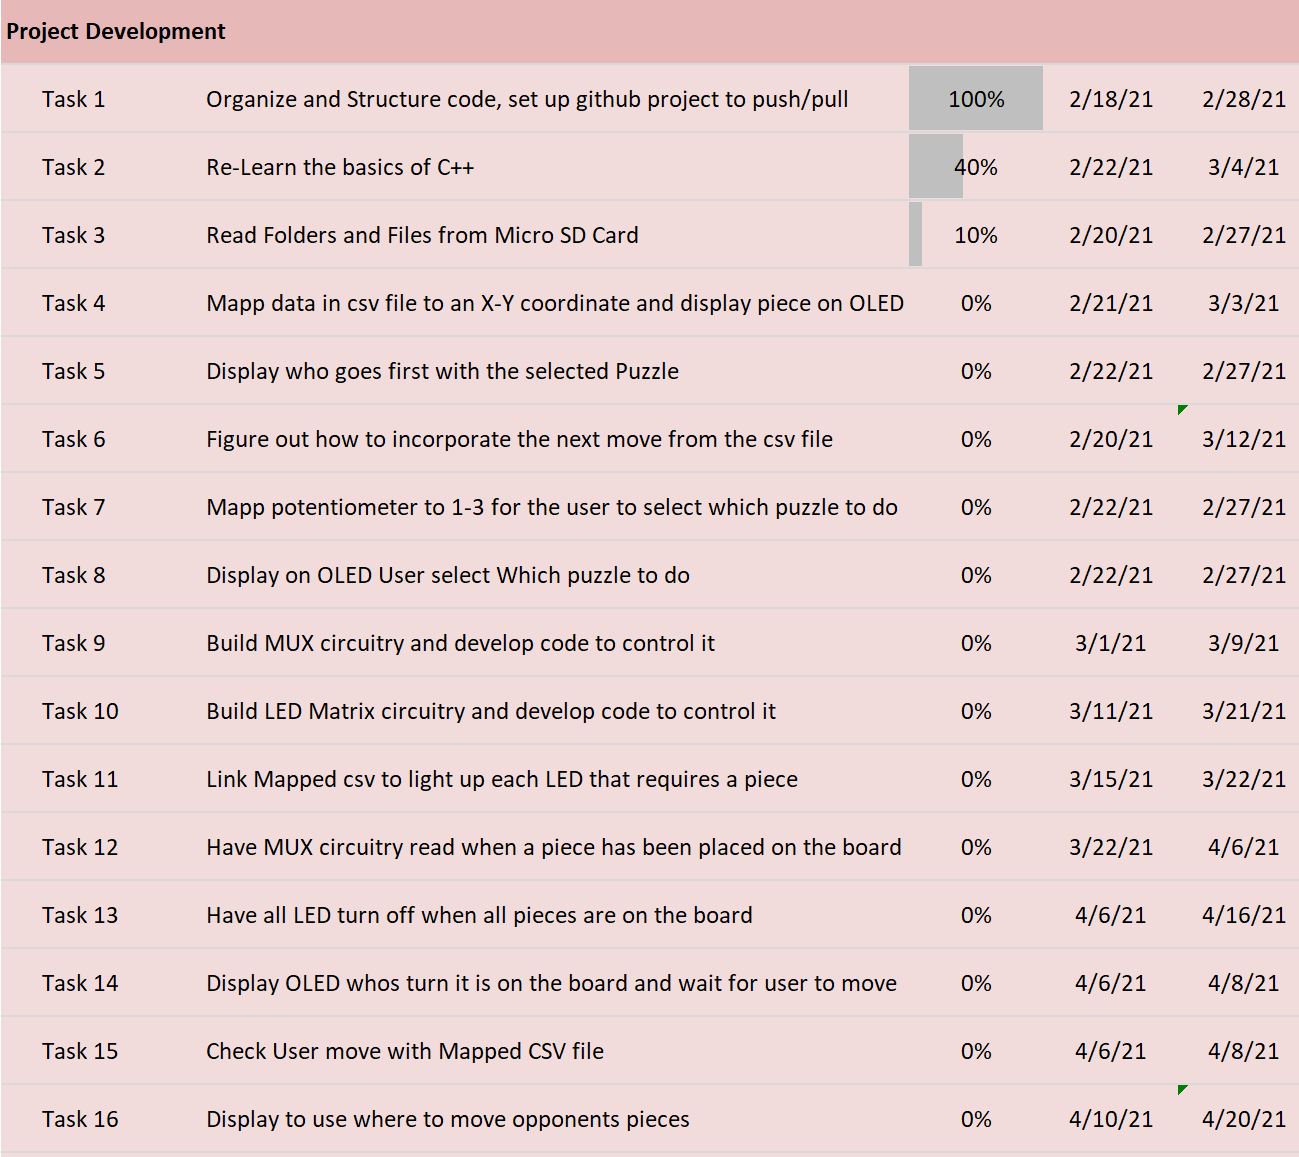 Project Development
Task 1 Organize and Structure code, set up github project to push/pull 100% 2/18/21 2/28/21
Task 2 Re-Learn the basics of C++ 40% 2/22/21 3/4/21
Task 3 Read Folders and Files from Micro SD Card 10% 2/20/21 2/27/21
Task 4 Mapp data in csv file to an X-Y coordinate and display piece on OLED 0% 2/21/21 3/3/21
Task 5 Display who goes first with the selected Puzzle 0% 2/22/21 2/27/21
Task 6 Figure out how to incorporate the next move from the csv file 0% 2/20/21 3/12/21
Task 7 Mapp potentiometer to 1-3 for the user to select which puzzle to do 0% 2/22/21 2/27/21
Task 8 Display on OLED User select Which puzzle to do 0% 2/22/21 2/27/21
Task 9 Build MUX circuitry and develop code to control it 0% 3/1/21 3/9/21
Task 10 Build LED Matrix circuitry and develop code to control it 0% 3/11/21 3/21/21
Task 11 Link Mapped csv to light up each LED that requires a piece 0% 3/15/21 3/22/21
Task 12 Have MUX circuitry read when a piece has been placed on the board 0% 3/22/21 4/6/21
Task 13 Have all LED turn off when all pieces are on the board 0% 4/6/21 4/16/21
Task 14 Display OLED whos turn it is on the board and wait for user to move 0% 4/6/21 4/8/21
Task 15 Check User move with Mapped CSV file 0% 4/6/21 4/8/21
Task 16 Display to use where to move opponents pieces 0% 4/10/21 4/20/21